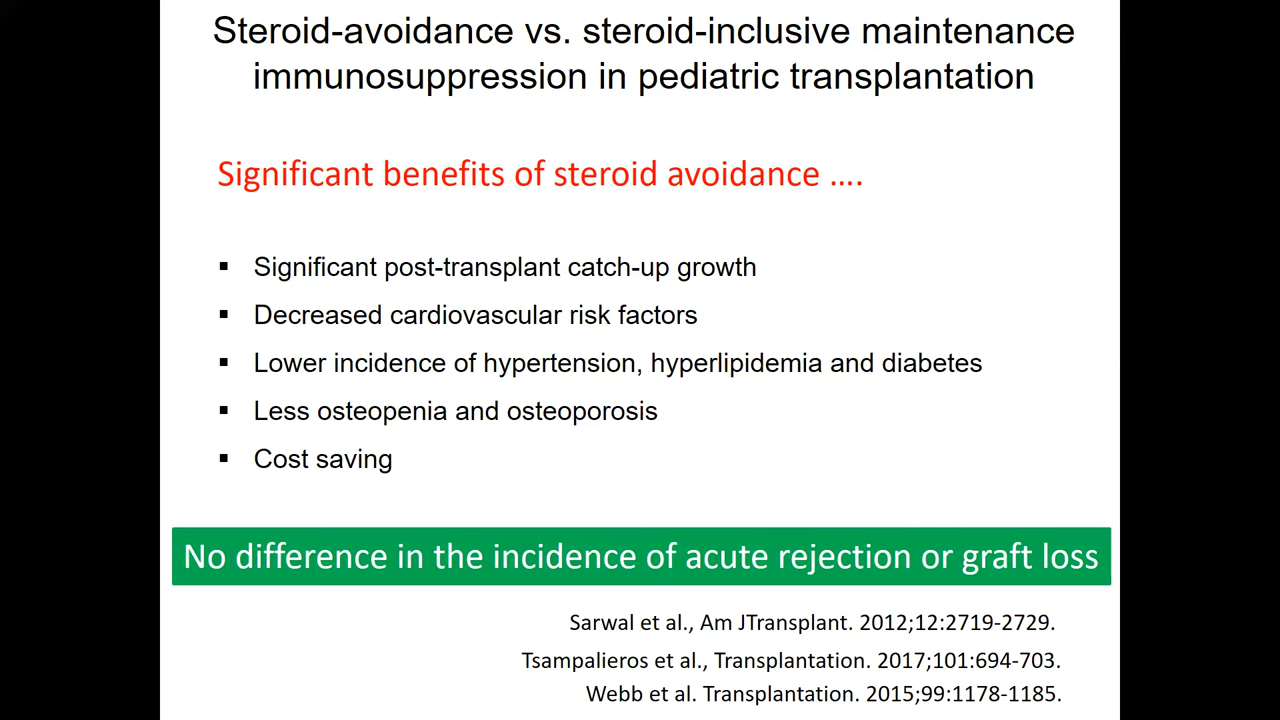 Steroid-avoidance vs. steroid-inclusive maintenance
immunosuppression in pediatric transplantation
Significant benefits of steroid avoidance ....
▪ Significant post-transplant catch-up growth
▪ Decreased cardiovascular risk factors
▪ Lower incidence of hypertension, hyperlipidemia and diabetes
▪ Less osteopenia and osteoporosis
▪ Cost saving
No difference in the incidence of acute rejection or graft loss
Sarwal et al., Am JTransplant. 2012;12:2719-2729.
Tsampalieros et al., Transplantation. 2017;101:694-703.
Webb et al. Transplantation. 2015;99:1178-1185.